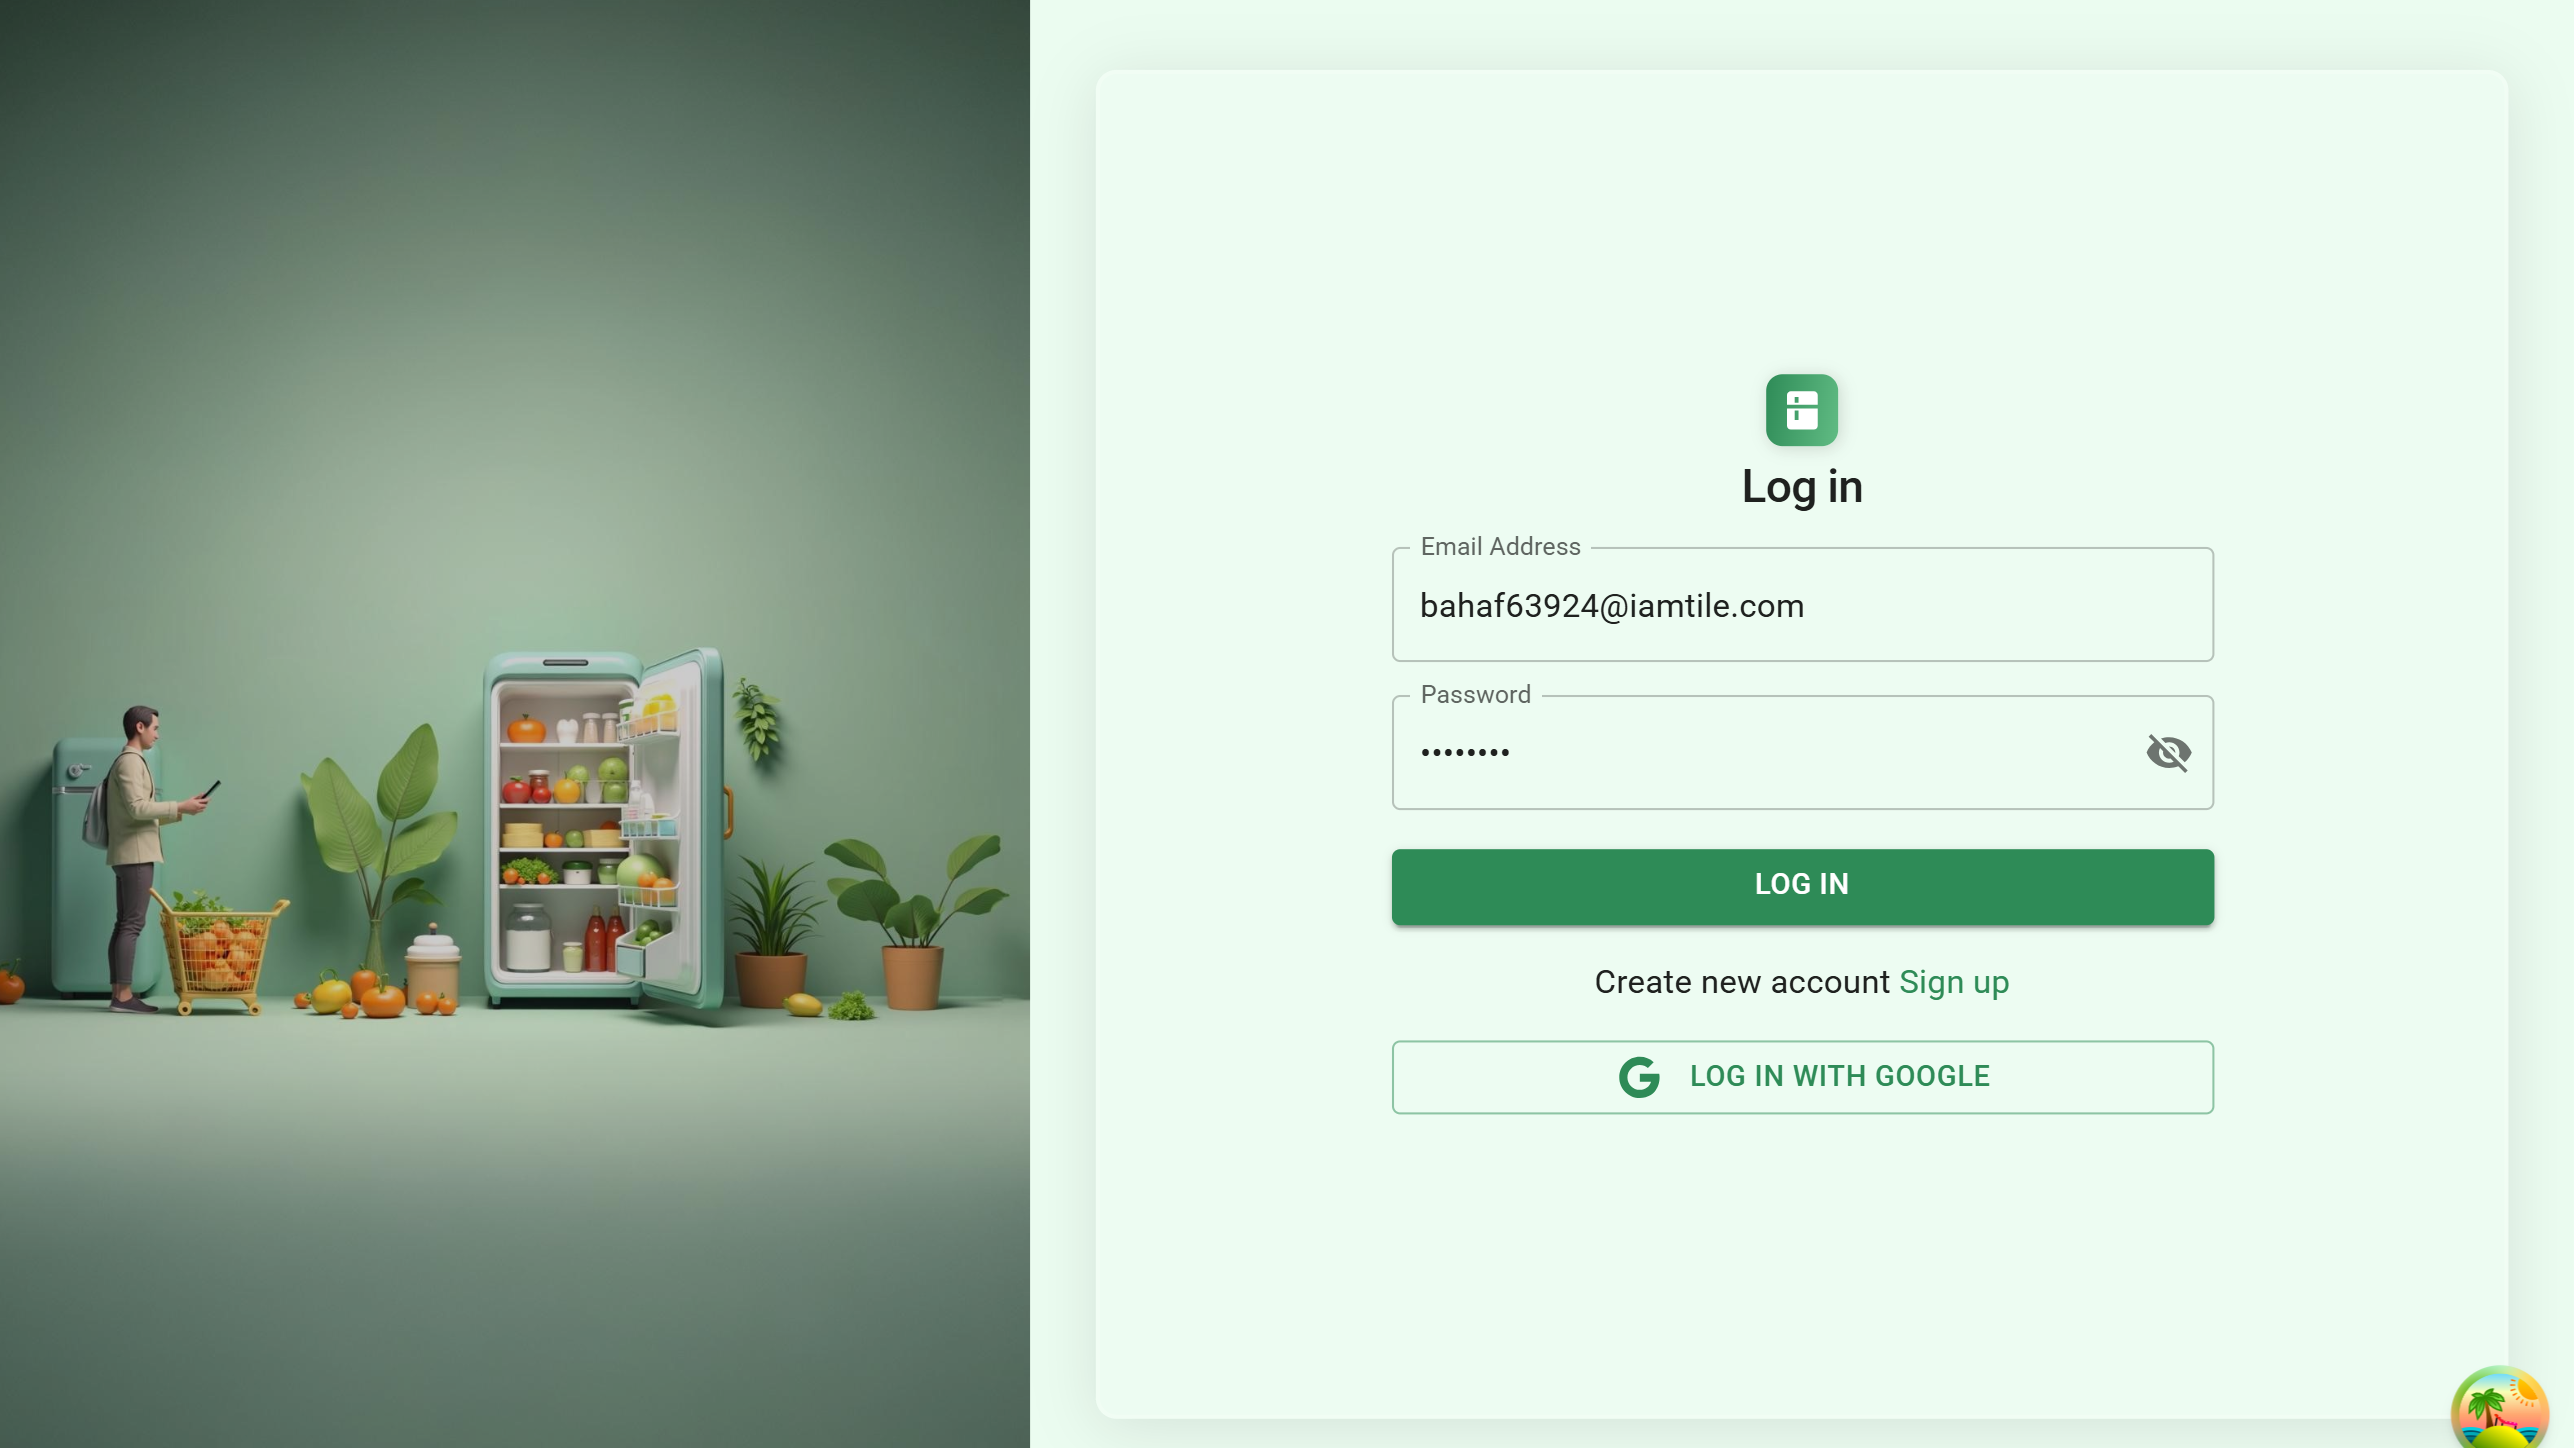 Log in
Email Address
bahaf63924@iamtile.com
Password
••••••••
LOG IN
Create new account Sign up
LOG IN WITH GOOGLE